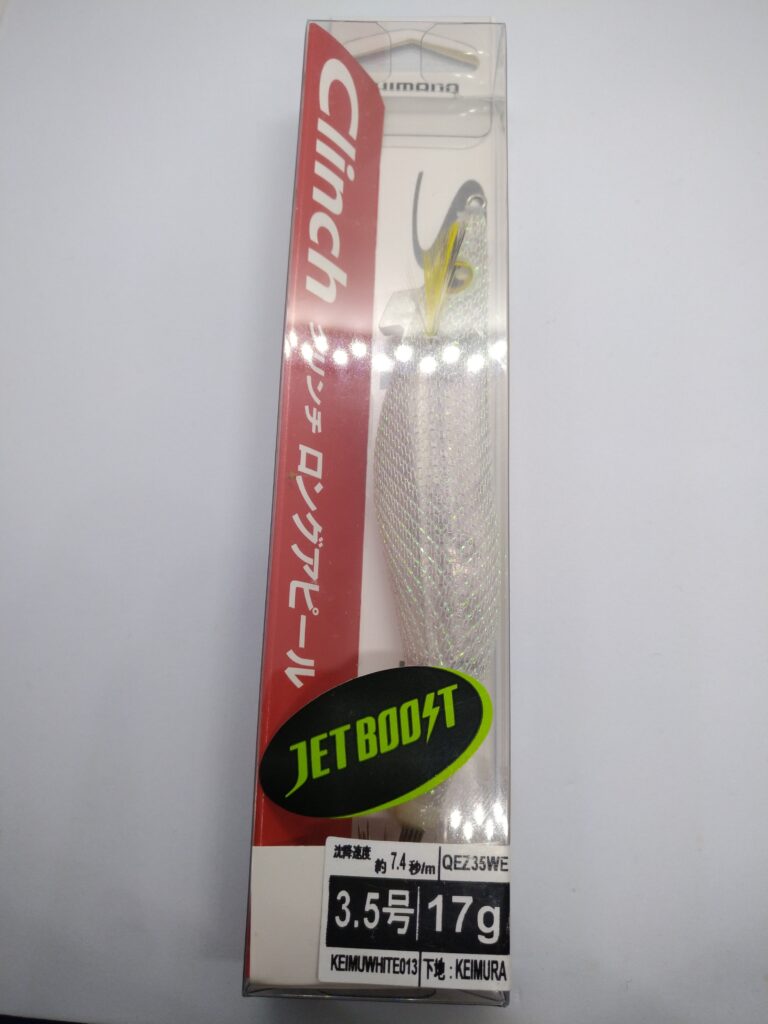 SHIMANO
Clinch
クリンチ ロングアピール
JET BOOST
沈降速度 約 7.4 秒/m
QEZ35WE
3.5号
17g
KEIMUWHITE013
下地 : KEIMURA